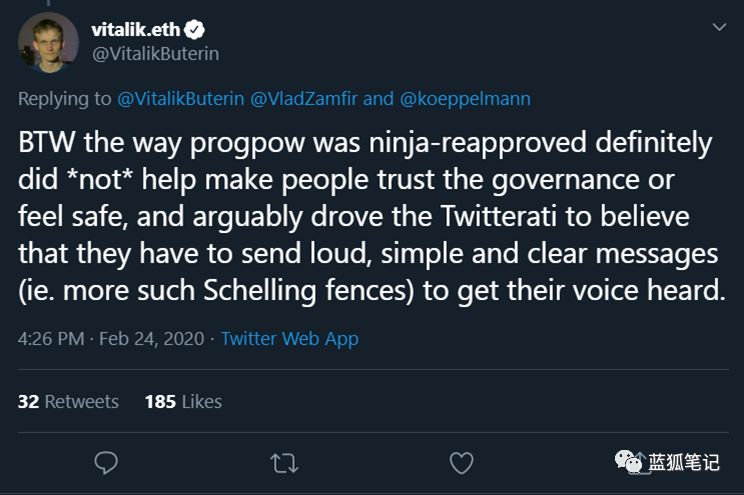 vitalik.eth
@VitalikButerin
Replying to @VitalikButerin @VladZamfir and @koeppelmann
BTW the way progpow was ninja-reapproved definitely
did *not* help make people trust the governance or
feel safe, and arguably drove the Twitterati to believe
that they have to send loud, simple and clear messages
(ie. more such Schelling fences) to get their voice heard.
4:26 PM · Feb 24, 2020 · Twitter Web App
32 Retweets 185 Likes
蓝狐笔记